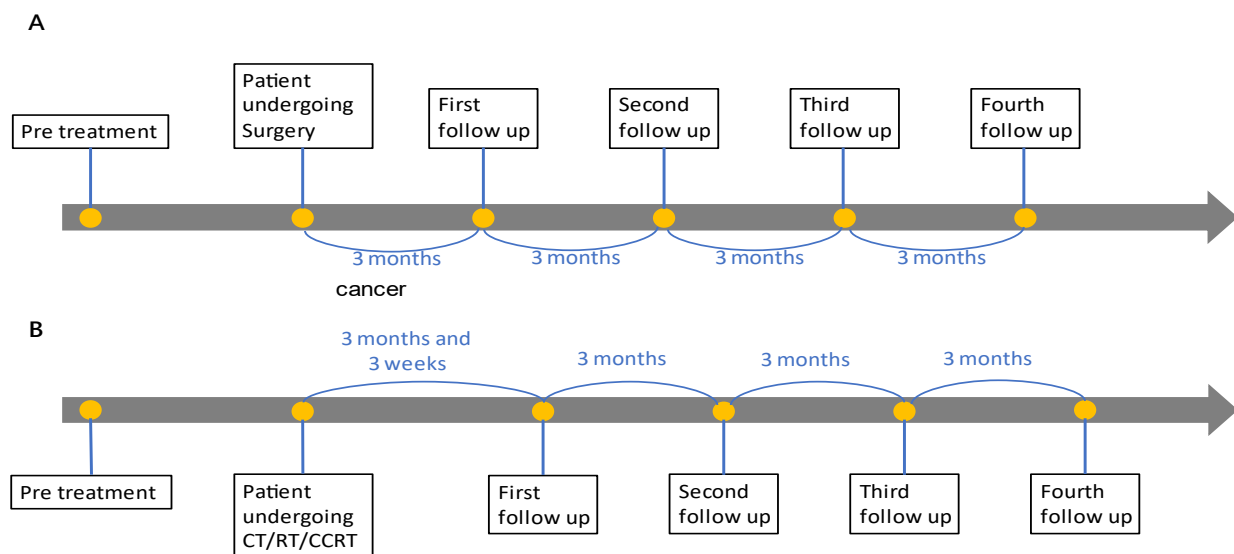 A
Pre treatment
Patient
undergoing
Surgery
First
follow up
Second
follow up
Third
follow up
Fourth
follow up
3 months
3 months
3 months
3 months
cancer
B
3 months and
3 weeks
3 months
3 months
3 months
Pre treatment
Patient
undergoing
CT/RT/CCRT
First
follow up
Second
follow up
Third
follow up
Fourth
follow up